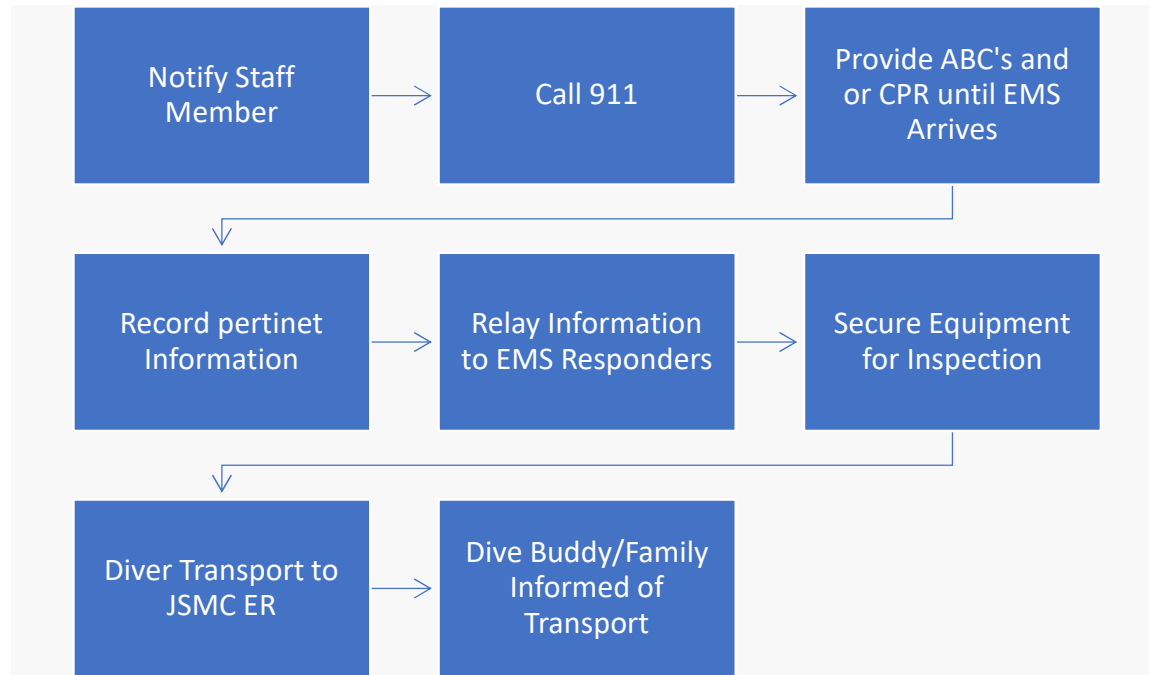 Notify Staff
Member
Call 911
Provide ABC's and
or CPR until EMS
Arrives
Record pertinet
Information
Relay Information
to EMS Responders
Secure Equipment
for Inspection
Diver Transport to
JSMC ER
Dive Buddy/Family
Informed of
Transport